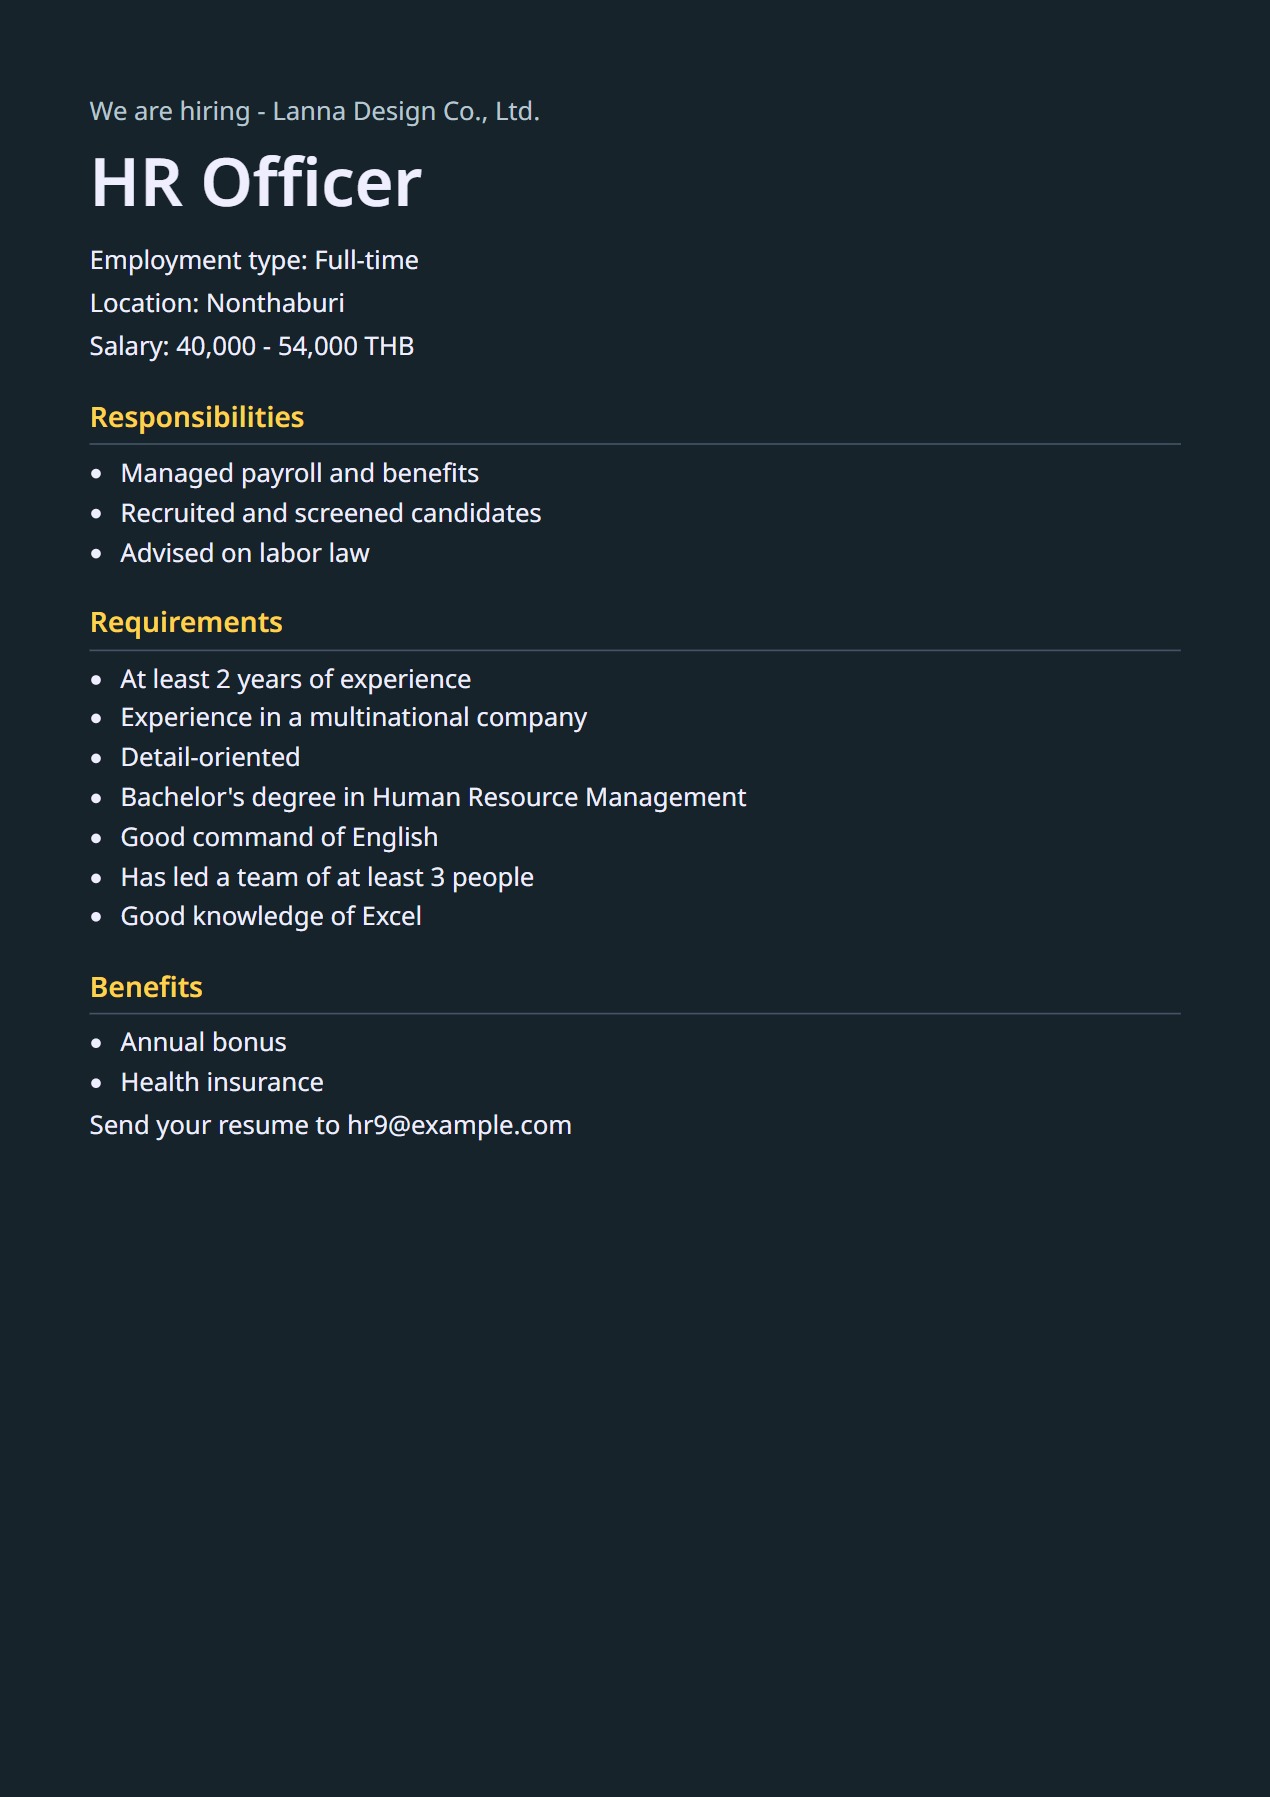 We are hiring - Lanna Design Co., Ltd.
HR Officer
Employment type: Full-time
Location: Nonthaburi
Salary: 40,000 - 54,000 THB
Responsibilities
• Managed payroll and benefits
• Recruited and screened candidates
• Advised on labor law
Requirements
• At least 2 years of experience
• Experience in a multinational company
• Detail-oriented
• Bachelor's degree in Human Resource Management
• Good command of English
• Has led a team of at least 3 people
• Good knowledge of Excel
Benefits
• Annual bonus
• Health insurance
Send your resume to hr9@example.com